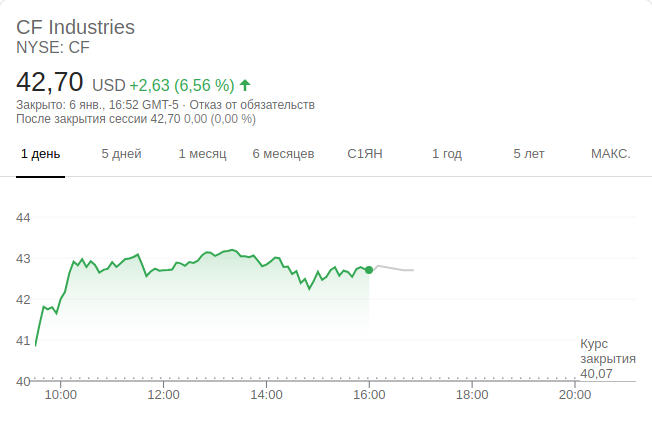 CF Industries
NYSE: CF
42,70 USD +2,63 (6,56 %)
Закрыто: 6 янв., 16:52 GMT-5 · Отказ от обязательств
После закрытия сессии 42,70 0,00 (0,00 %)
1 день 5 дней 1 месяц 6 месяцев С1ЯН 1 год 5 лет МАКС.
44
43
42
41
Курс
закрытия
40,07
40
10:00 12:00 14:00 16:00 18:00 20:00